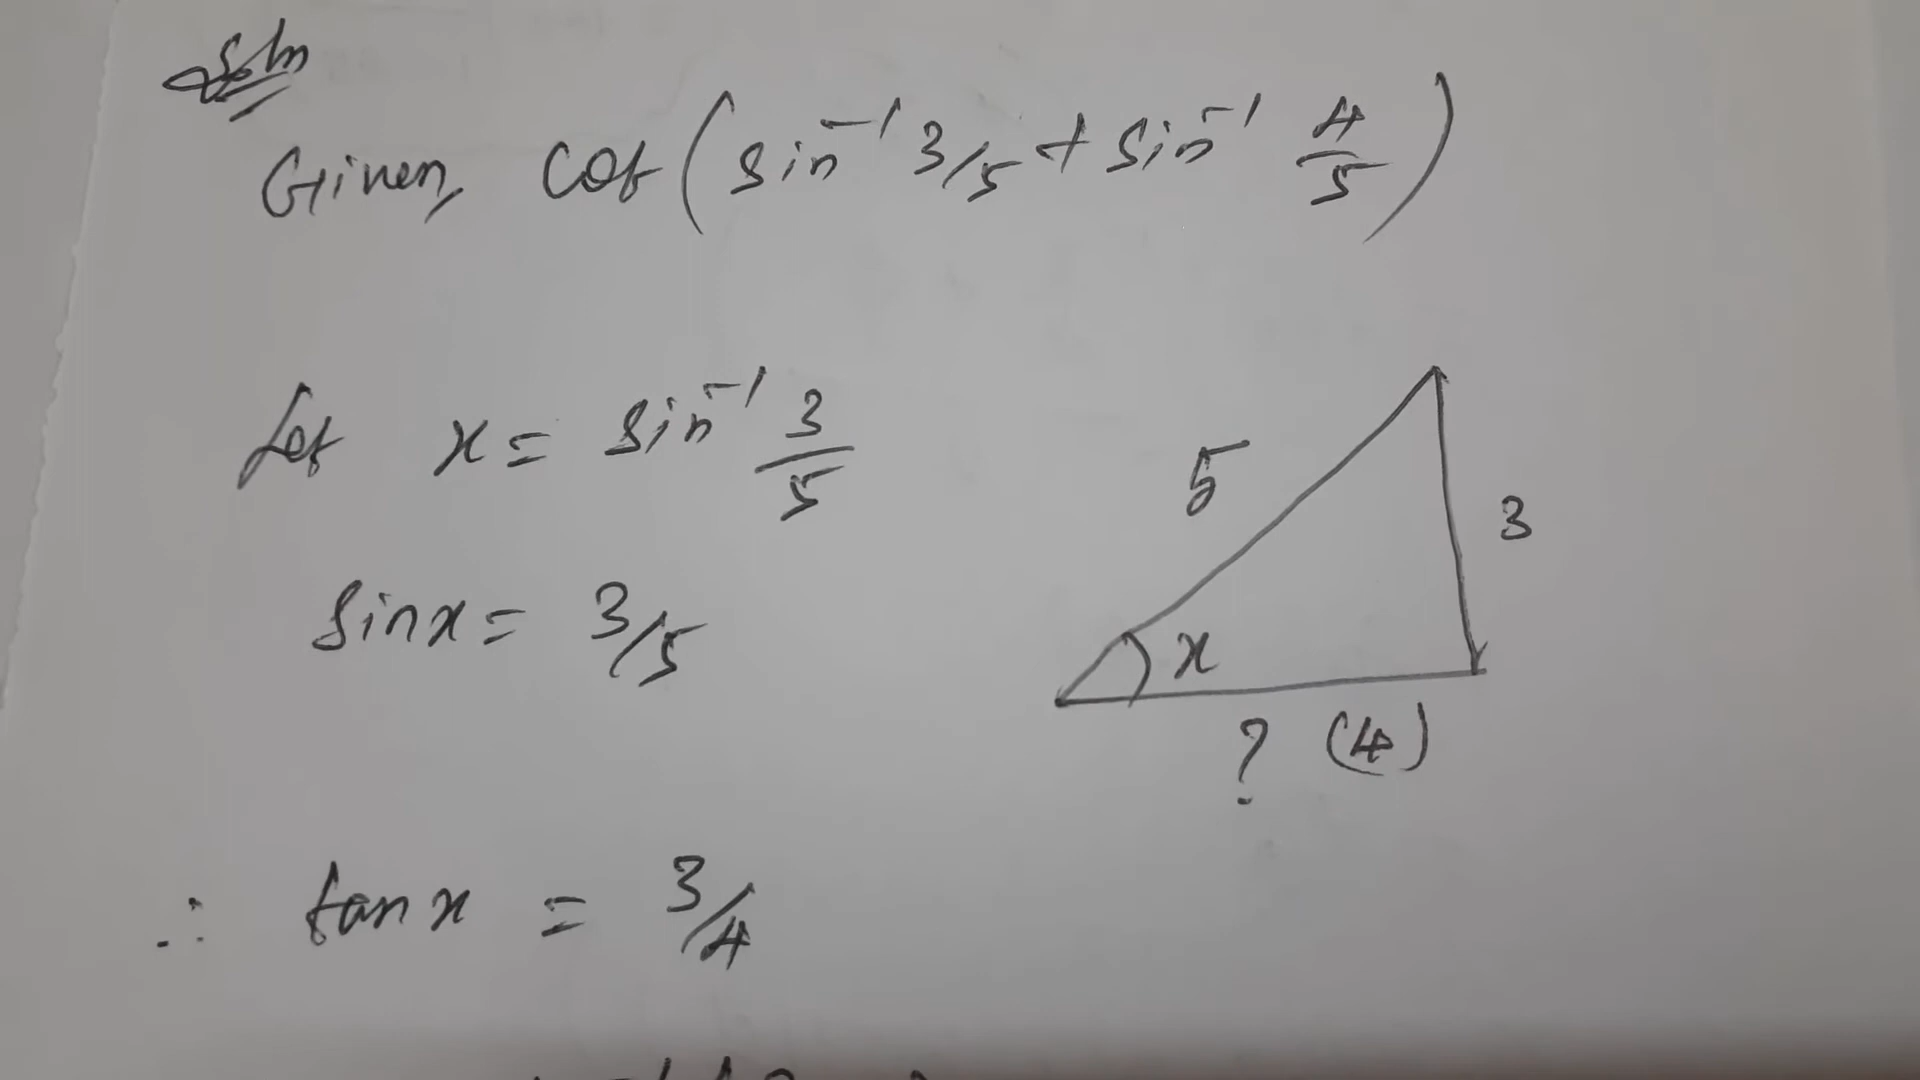 Soln
Given, cot(sin⁻¹ 3/5 + sin⁻¹ 4/5)
Let x = sin⁻¹ 3/5
5
3
sinx = 3/5
x
? (4)
∴ tan x = 3/4